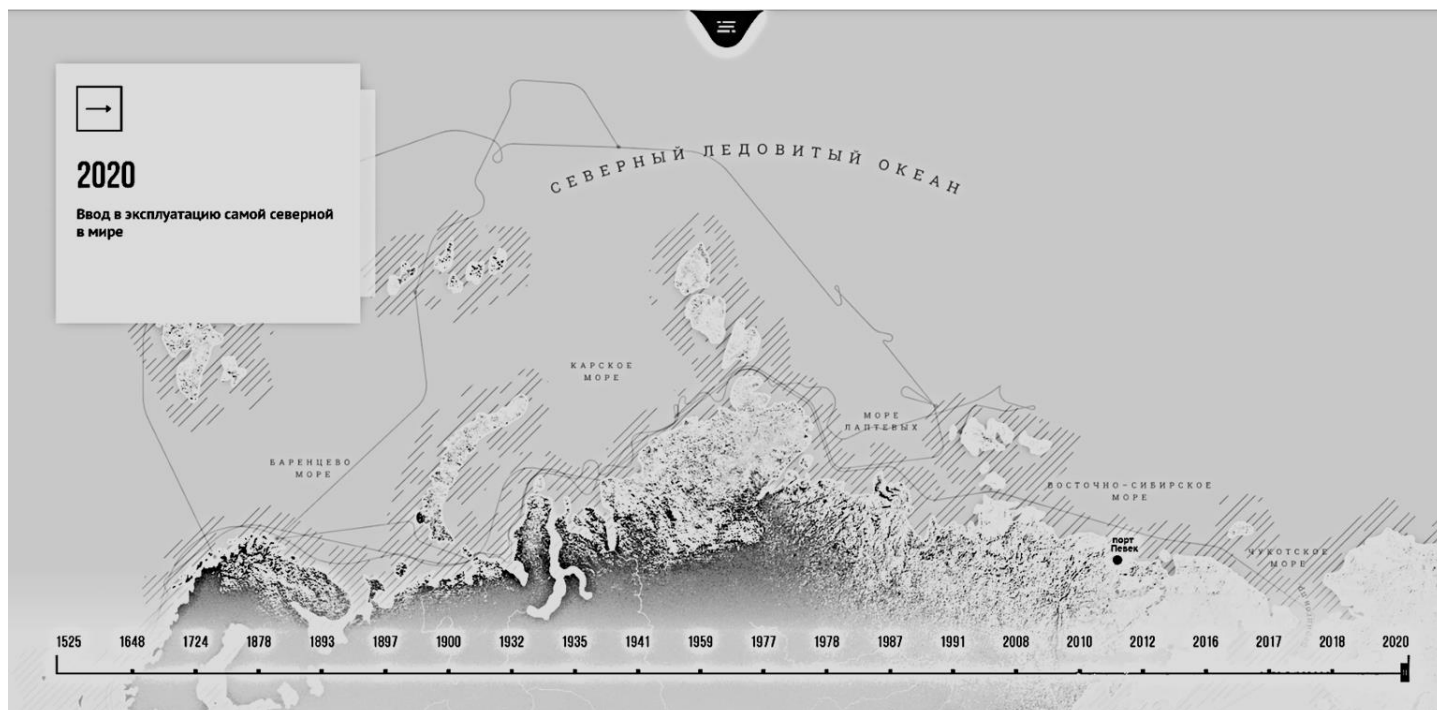 2020
Ввод в эксплуатацию самой северной
в мире
СЕВЕРНЫЙ ЛЕДОВИТЫЙ ОКЕАН
КАРСКОЕ
МОРЕ
МОРЕ
ЛАПТЕВЫХ
БАРЕНЦЕВО
МОРЕ
ВОСТОЧНО-СИБИРСКОЕ
МОРЕ
порт
Певек
ЧУКОТСКОЕ
МОРЕ
1525 1648 1724 1878 1893 1897 1900 1932 1935 1941 1959 1977 1978 1987 1991 2008 2010 2012 2016 2017 2018 2020